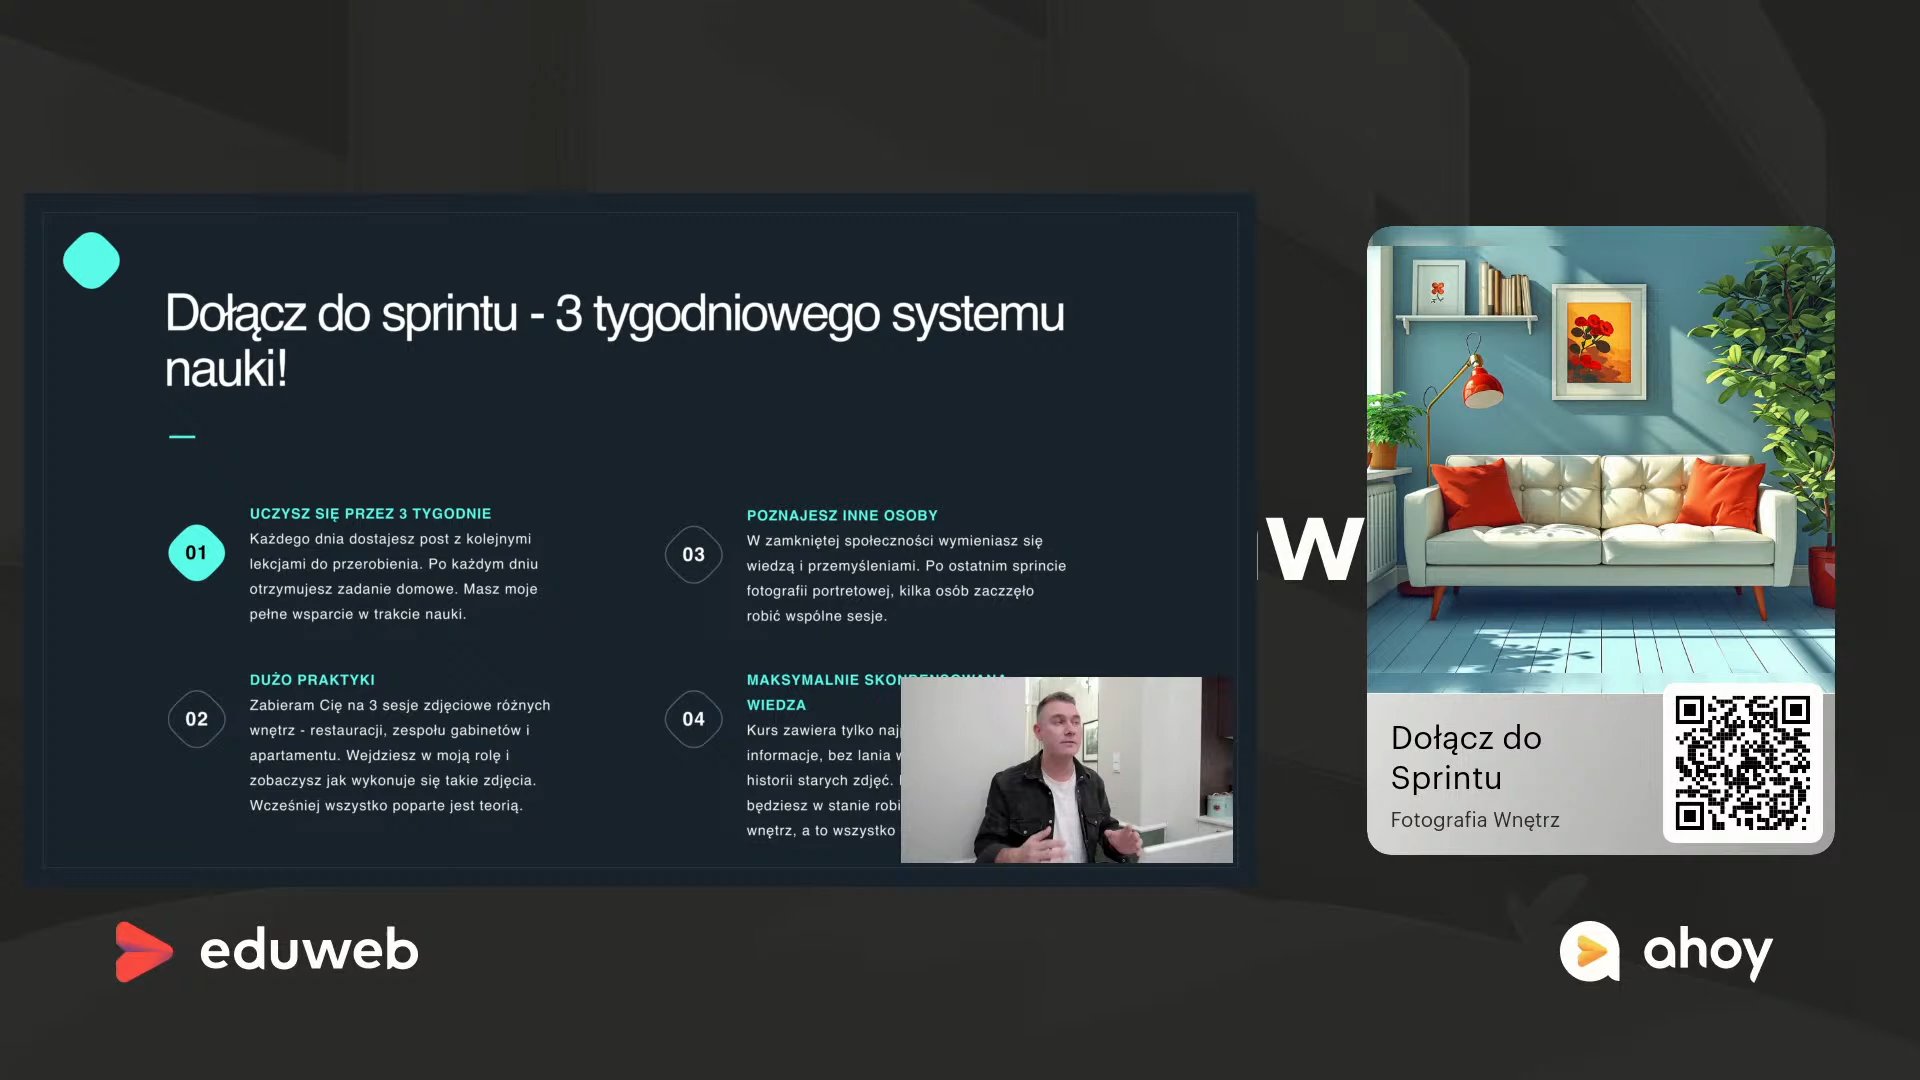 Dołącz do sprintu - 3 tygodniowego systemu
nauki!
01
UCZYSZ SIĘ PRZEZ 3 TYGODNIE
Każdego dnia dostajesz post z kolejnymi
lekcjami do przerobienia. Po każdym dniu
otrzymujesz zadanie domowe. Masz moje
pełne wsparcie w trakcie nauki.
02
DUŻO PRAKTYKI
Zabieram Cię na 3 sesje zdjęciowe różnych
wnętrz - restauracji, zespołu gabinetów i
apartamentu. Wejdziesz w moją rolę i
zobaczysz jak wykonuje się takie zdjęcia.
Wcześniej wszystko poparte jest teorią.
03
POZNAJESZ INNE OSOBY
W zamkniętej społeczności wymieniasz się
wiedzą i przemyśleniami. Po ostatnim sprincie
fotografii portretowej, kilka osób zaczzęło
robić wspólne sesje.
04
MAKSYMALNIE SKONDENSOWANA
WIEDZA
Kurs zawiera tylko naj
informacje, bez lania w
historii starych zdjęć.
będziesz w stanie robi
wnętrz, a to wszystko
w
Dołącz do
Sprintu
Fotografia Wnętrz
eduweb
ahoy